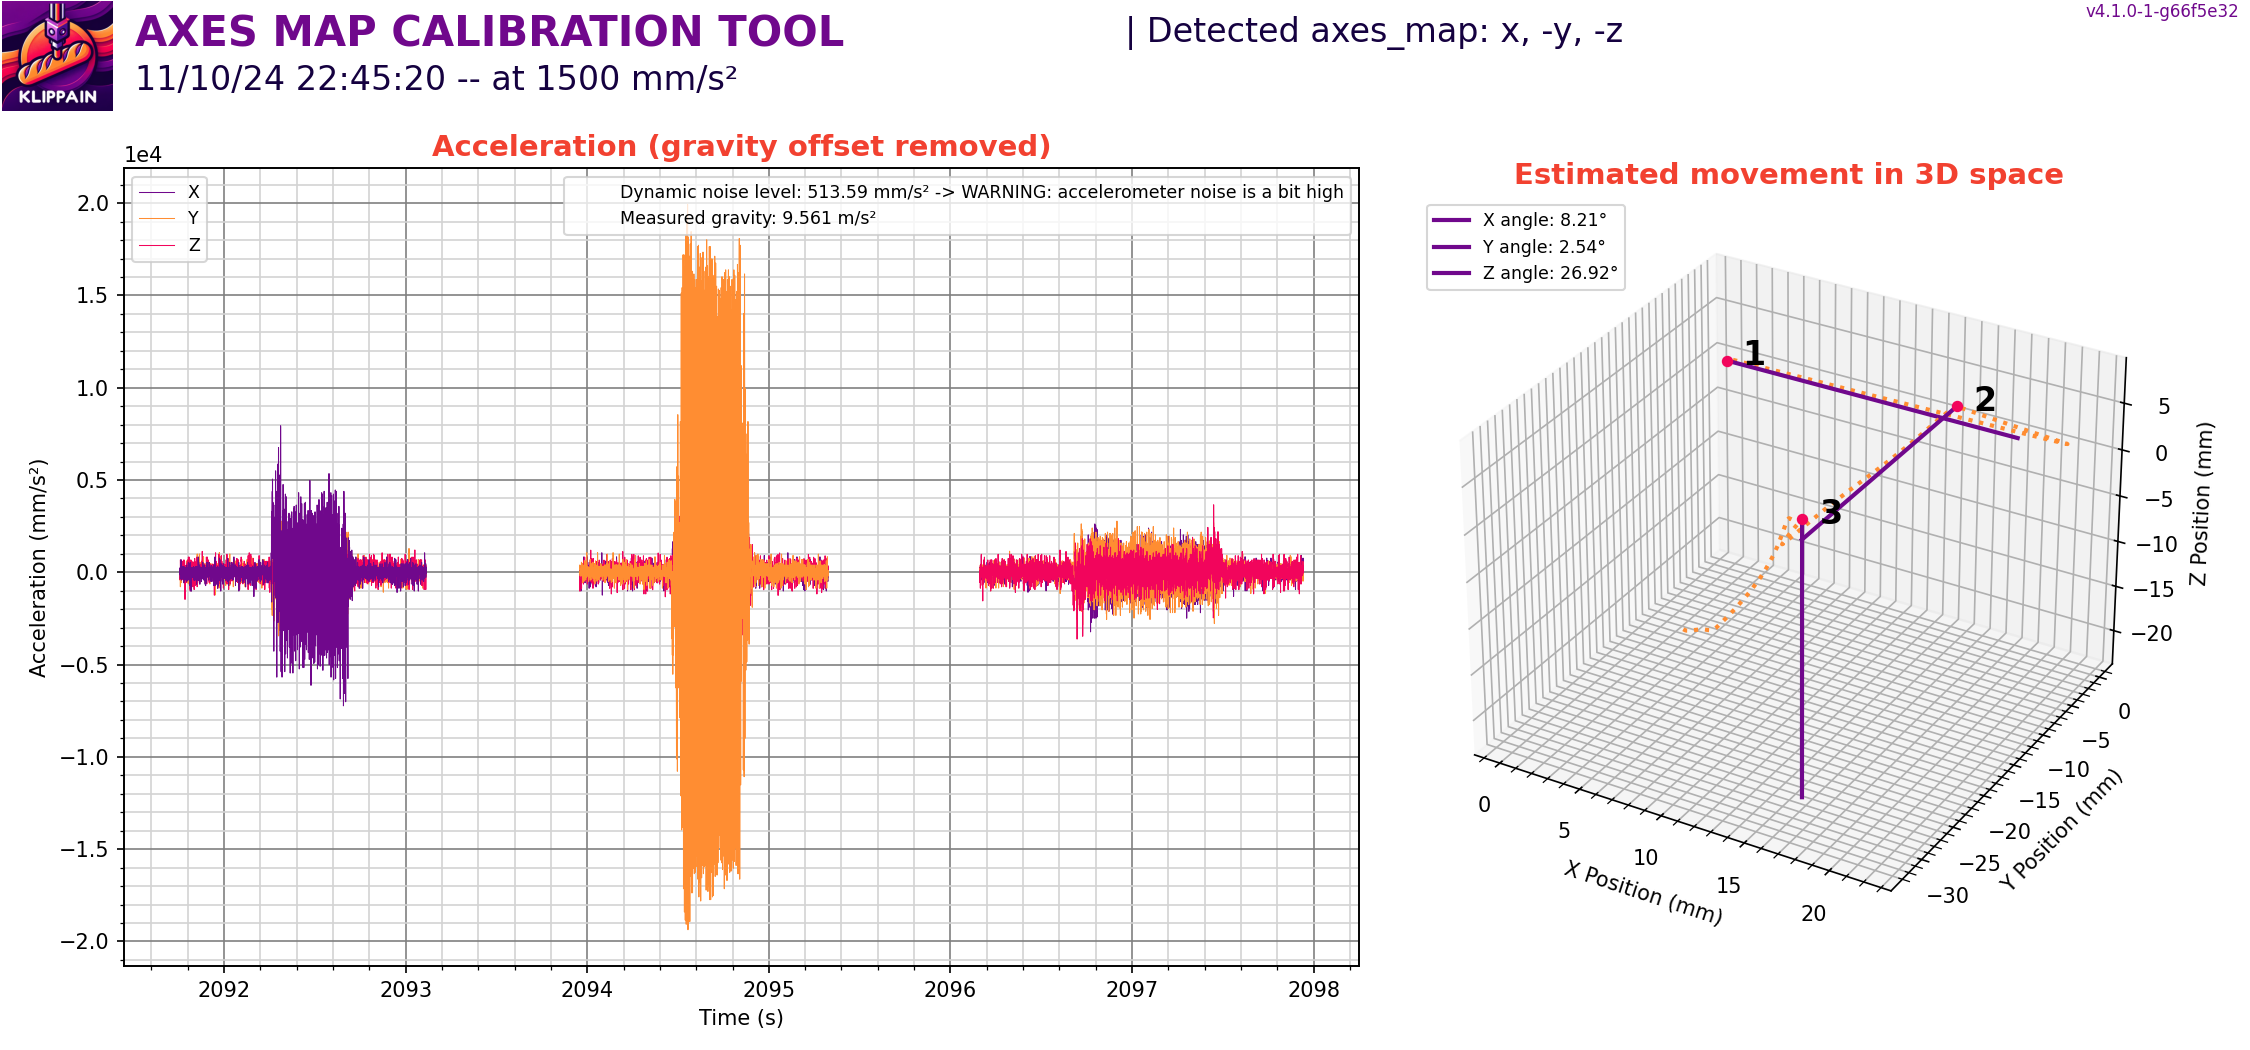 KLIPPAIN
AXES MAP CALIBRATION TOOL
11/10/24 22:45:20 -- at 1500 mm/s²
| Detected axes_map: x, -y, -z
v4.1.0-1-g66f5e32
Acceleration (gravity offset removed)
1e4
X
Y
Z
Dynamic noise level: 513.59 mm/s² -> WARNING: accelerometer noise is a bit high
Measured gravity: 9.561 m/s²
Acceleration (mm/s²)
2.0
1.5
1.0
0.5
0.0
−0.5
−1.0
−1.5
−2.0
2092 2093 2094 2095 2096 2097 2098
Time (s)
Estimated movement in 3D space
X angle: 8.21°
Y angle: 2.54°
Z angle: 26.92°
1
2
3
5
0
−5
−10
−15
−20
Z Position (mm)
0
−5
−10
−15
−20
−25
−30
Y Position (mm)
0
5
10
15
20
X Position (mm)